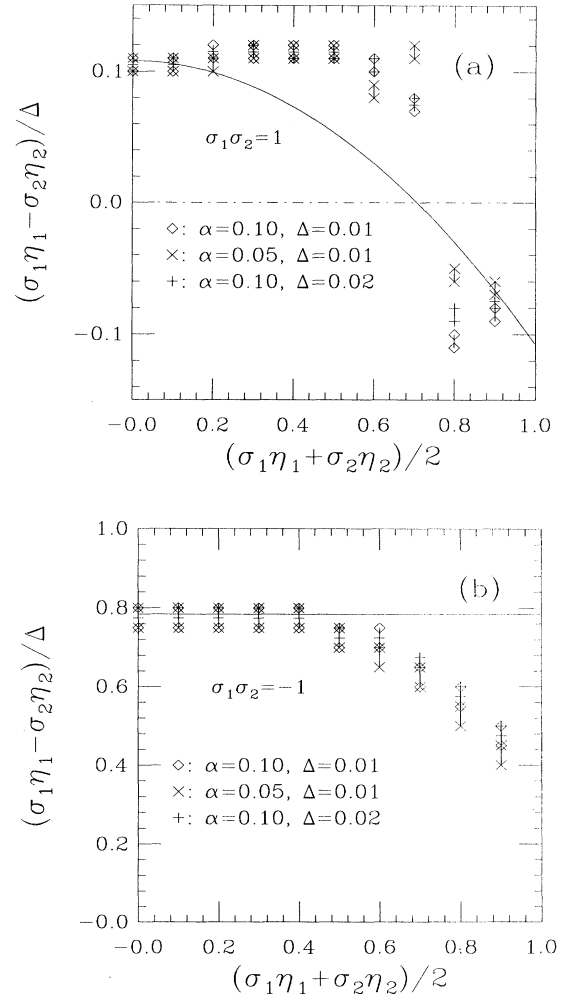 (a)
0.1
0.0
−0.1
(σ₁η₁−σ₂η₂)/Δ
σ₁σ₂=1
◇: α=0.10, Δ=0.01
×: α=0.05, Δ=0.01
+: α=0.10, Δ=0.02
−0.0 0.2 0.4 0.6 0.8 1.0
(σ₁η₁+σ₂η₂)/2
(b)
1.0
0.8
0.6
0.4
0.2
−0.0
(σ₁η₁−σ₂η₂)/Δ
σ₁σ₂=−1
◇: α=0.10, Δ=0.01
×: α=0.05, Δ=0.01
+: α=0.10, Δ=0.02
−0.0 0.2 0.4 0.6 0.8 1.0
(σ₁η₁+σ₂η₂)/2